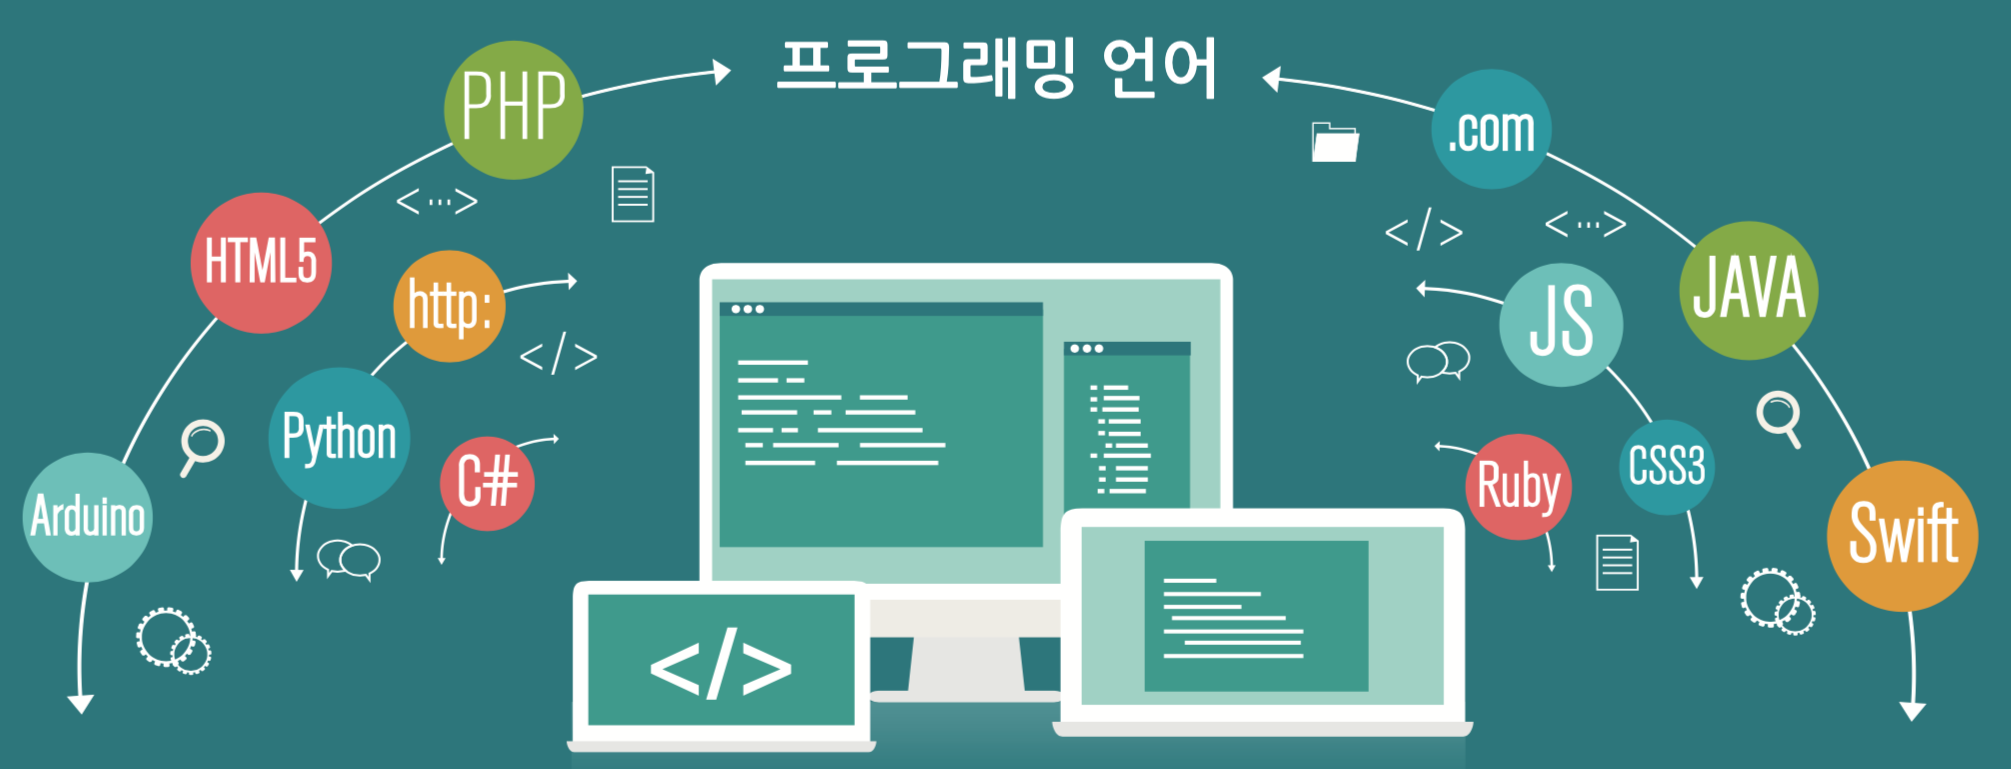 프로그래밍 언어
PHP
.com
HTML5
JAVA
http:
JS
Python
CSS3
C#
Ruby
Arduino
Swift
<...>
</>
</>
<...>
</>